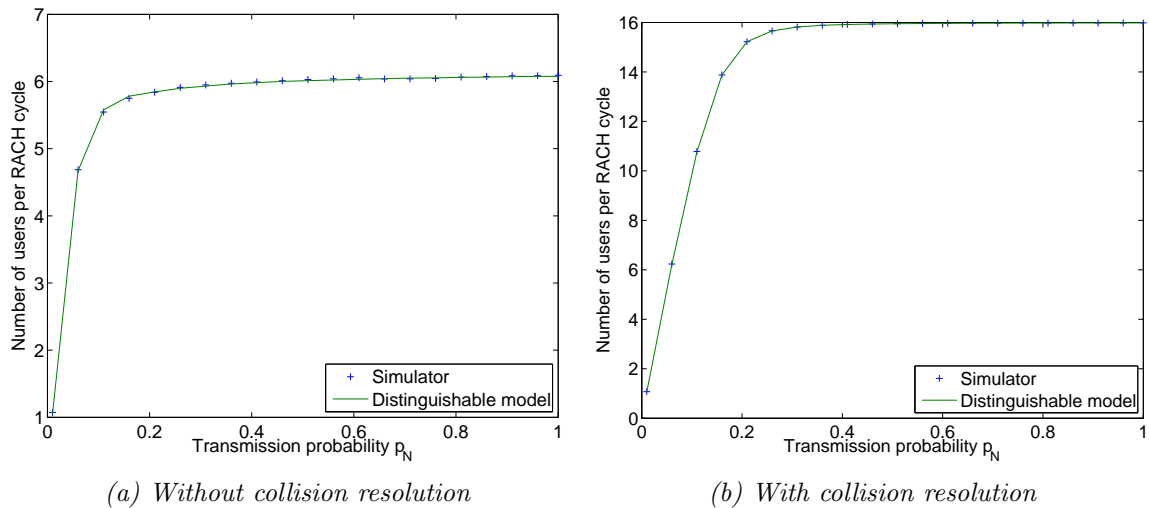 7
6
5
4
3
2
1
Number of users per RACH cycle
0.2
0.4
0.6
0.8
1
Transmission probability p_N
Simulator
Distinguishable model
(a) Without collision resolution
16
14
12
10
8
6
4
2
0
Number of users per RACH cycle
0
0.2
0.4
0.6
0.8
1
Transmission probability p_N
Simulator
Distinguishable model
(b) With collision resolution